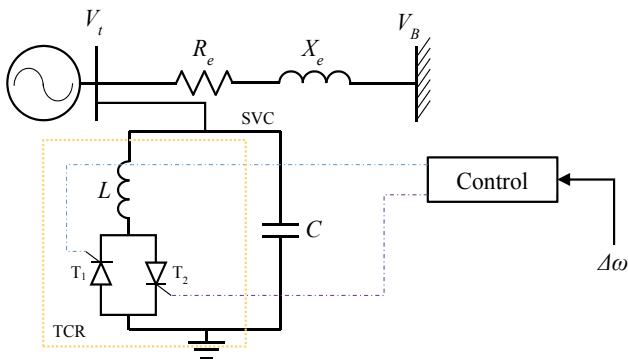 V_t
R_e
X_e
V_B
SVC
L
C
Control
T_1
T_2
Δω
TCR